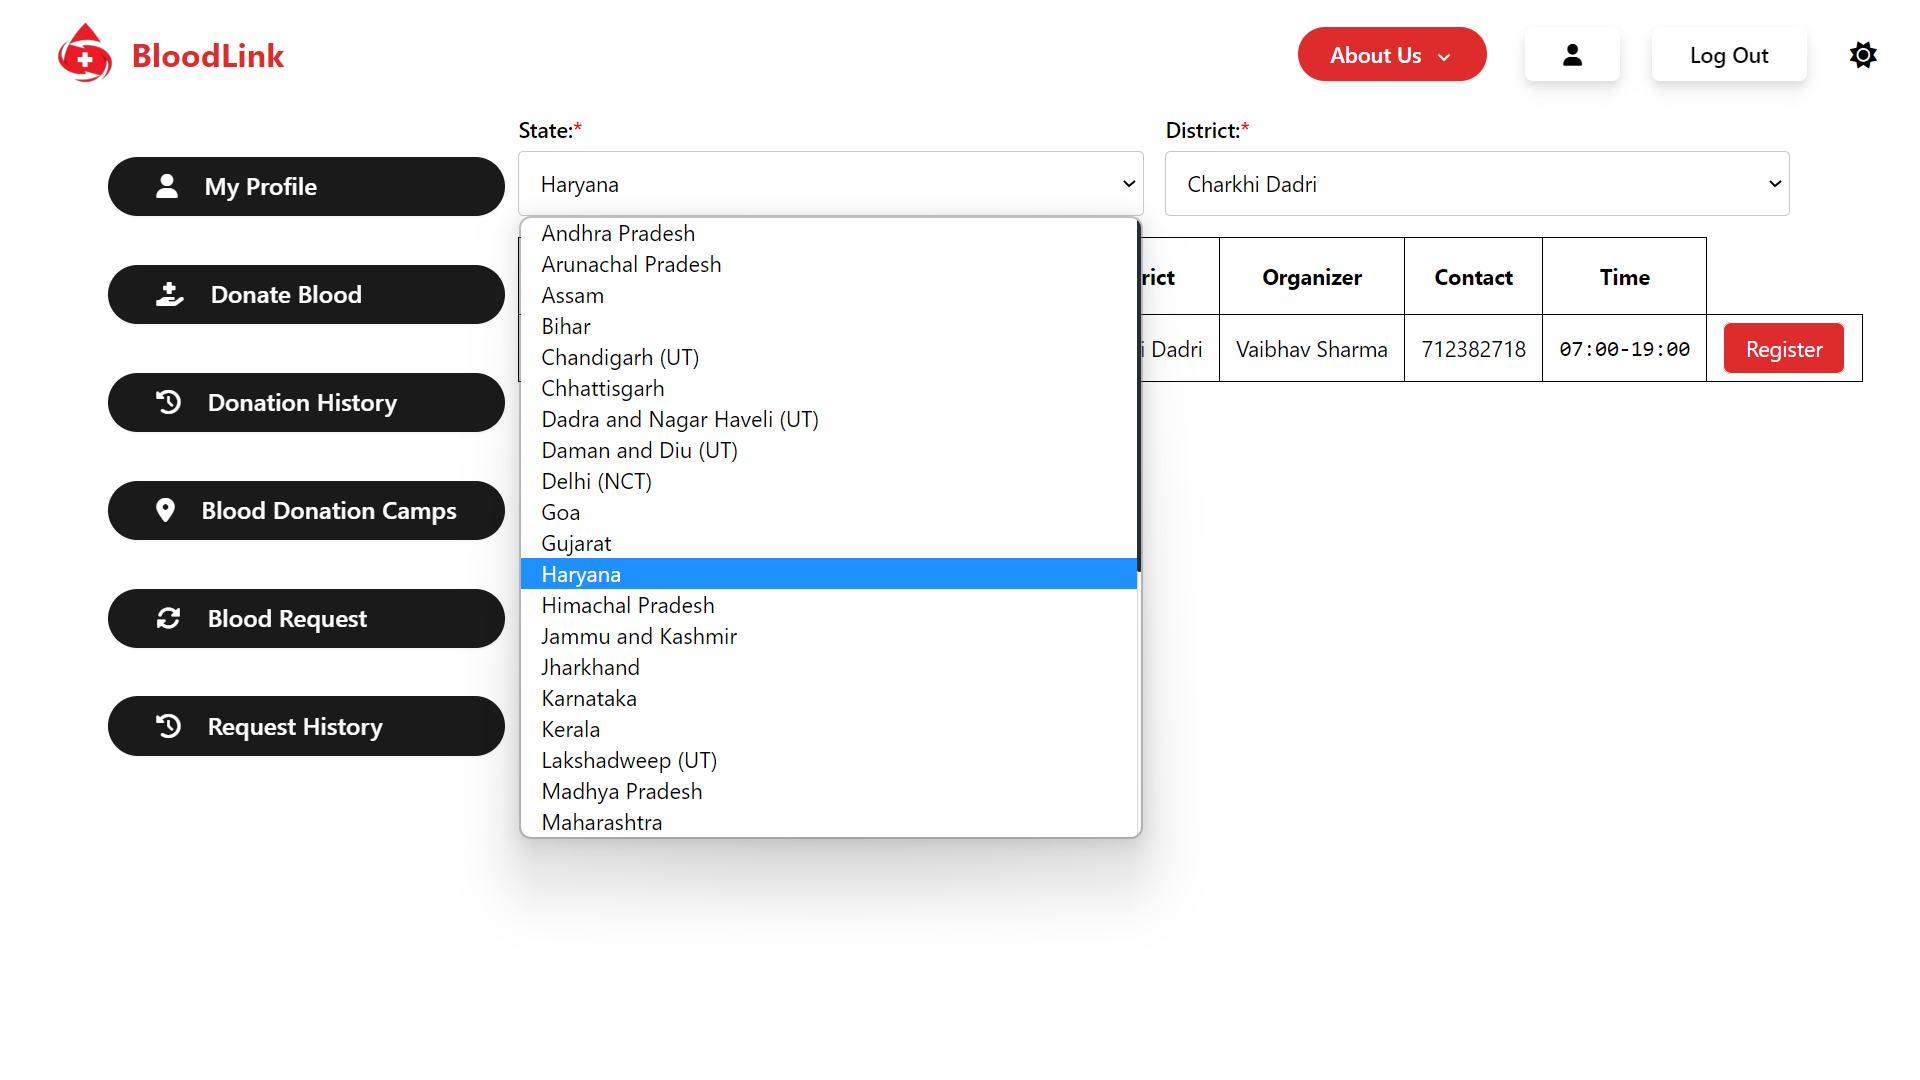 BloodLink
About Us
Log Out
State:*
District:*
Haryana
Charkhi Dadri
My Profile
Donate Blood
Donation History
Blood Donation Camps
Blood Request
Request History
Andhra Pradesh
Arunachal Pradesh
Assam
Bihar
Chandigarh (UT)
Chhattisgarh
Dadra and Nagar Haveli (UT)
Daman and Diu (UT)
Delhi (NCT)
Goa
Gujarat
Haryana
Himachal Pradesh
Jammu and Kashmir
Jharkhand
Karnataka
Kerala
Lakshadweep (UT)
Madhya Pradesh
Maharashtra
rict Organizer Contact Time
i Dadri Vaibhav Sharma 712382718 07:00-19:00 Register